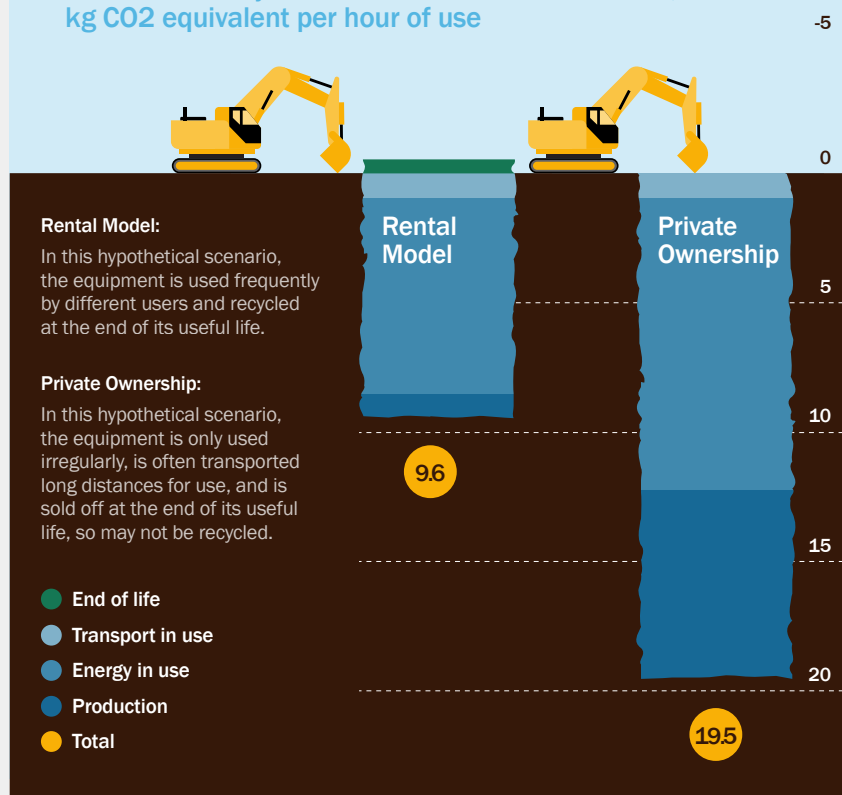 kg CO2 equivalent per hour of use
-5
0
Rental Model:
In this hypothetical scenario,
the equipment is used frequently
by different users and recycled
at the end of its useful life.
Private Ownership:
In this hypothetical scenario,
the equipment is only used
irregularly, is often transported
long distances for use, and is
sold off at the end of its useful
life, so may not be recycled.
End of life
Transport in use
Energy in use
Production
Total
Rental
Model
9.6
Private
Ownership
19.5
5
10
15
20